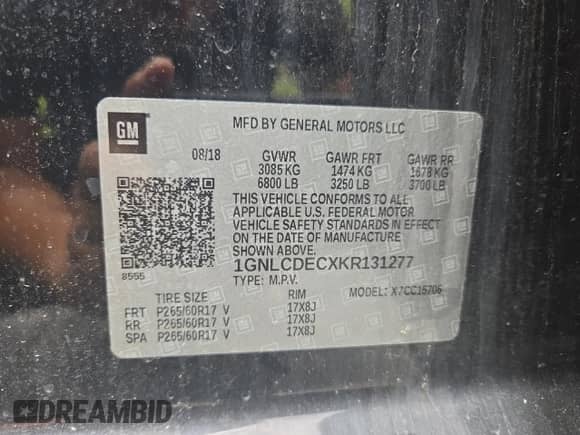 GM
MFD BY GENERAL MOTORS LLC
08/18 GVWR GAWR FRT GAWR RR
3085 KG 1474 KG 1678 KG
6800 LB 3250 LB 3700 LB
THIS VEHICLE CONFORMS TO ALL
APPLICABLE U.S. FEDERAL MOTOR
VEHICLE SAFETY STANDARDS IN
EFFECT ON THE DATE OF MANUFACTURE
SHOWN ABOVE.
8555
1GNLCDECXKR131277
TYPE: M.P.V. MODEL: X7CC15706
TIRE SIZE RIM
FRT P265/60R17 V 17X8J
RR P265/60R17 V 17X8J
SPA P265/60R17 V 17X8J
DREAMBID